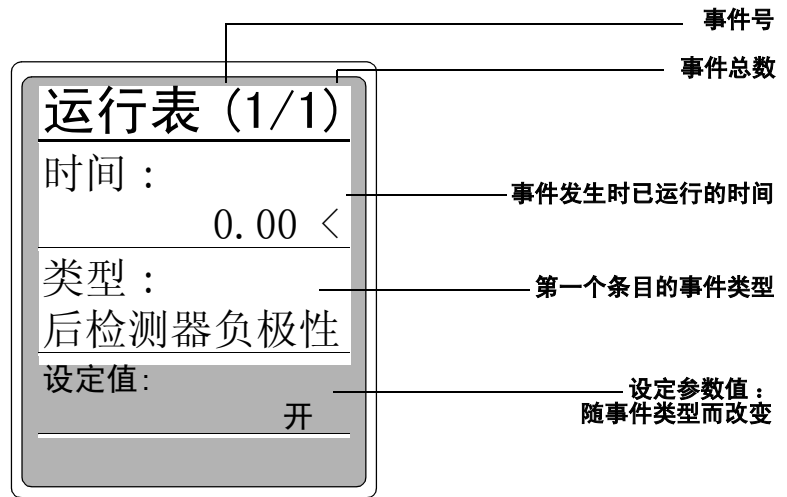 事件号
事件总数
运行表 (1/1)
时间：
0.00 <
事件发生时已运行的时间
类型：
后检测器负极性
第一个条目的事件类型
设定值:
开
设定参数值：
随事件类型而改变